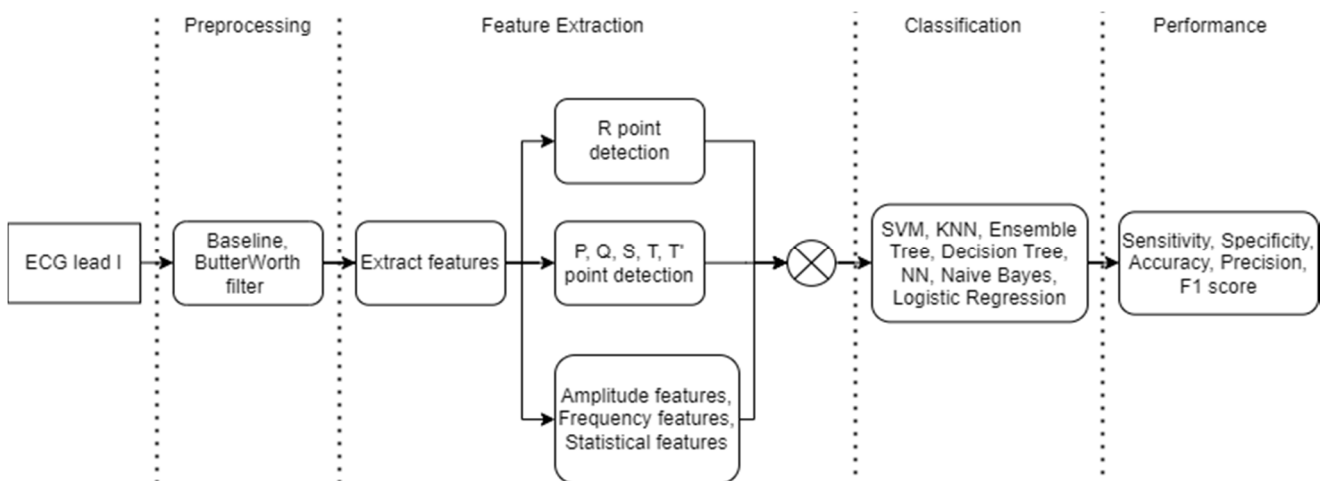 Preprocessing
Feature Extraction
Classification
Performance
ECG lead I
Baseline,
ButterWorth
filter
Extract features
R point
detection
P, Q, S, T, T'
point detection
Amplitude features,
Frequency features,
Statistical features
SVM, KNN, Ensemble
Tree, Decision Tree,
NN, Naive Bayes,
Logistic Regression
Sensitivity, Specificity,
Accuracy, Precision,
F1 score